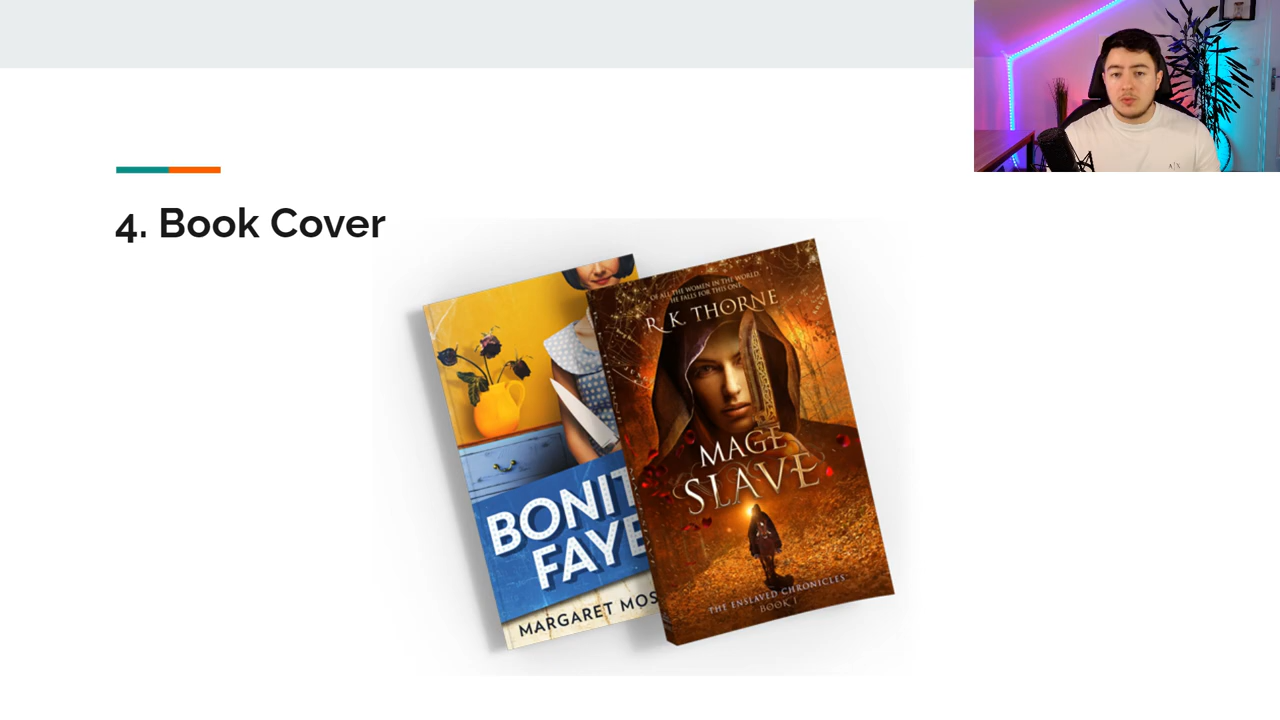 4. Book Cover
OF ALL THE WOMEN IN THE WORLD,
HE FALLS FOR THIS ONE.
R. K. THORNE
MAGE
SLAVE
THE ENSLAVED CHRONICLES
BOOK 1
BONIT
FAYE
MARGARET MOS
A|X